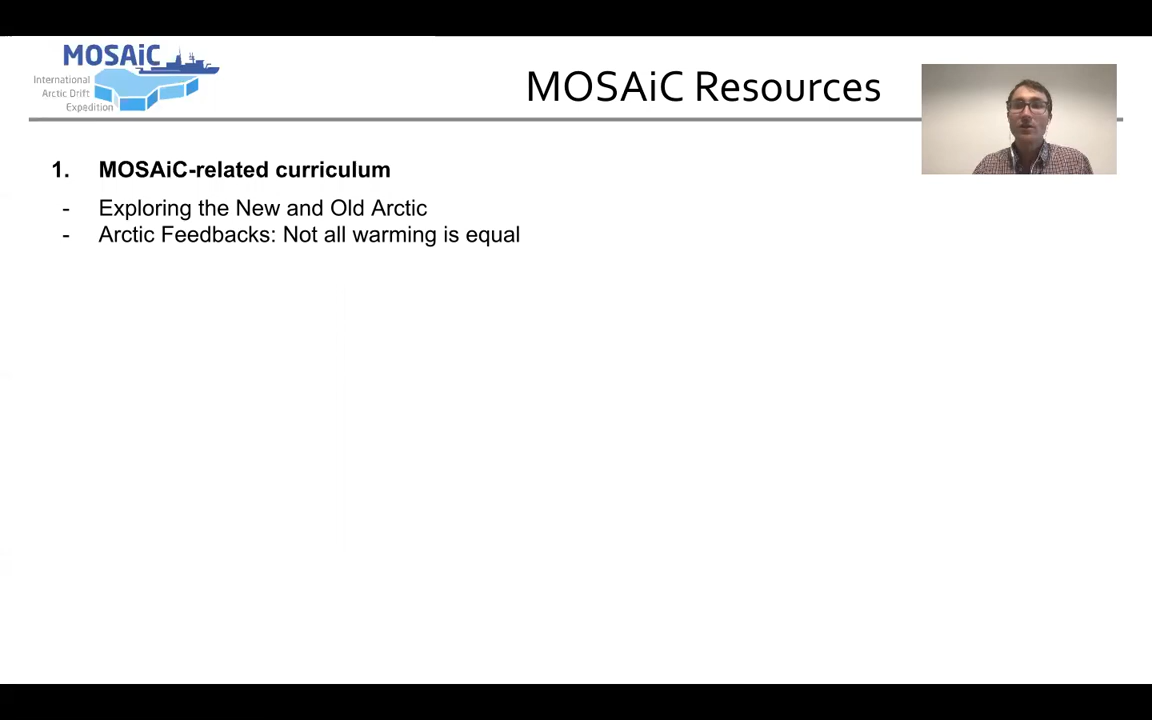 MOSAiC
International
Arctic Drift
Expedition
MOSAiC Resources
1. MOSAiC-related curriculum
- Exploring the New and Old Arctic
- Arctic Feedbacks: Not all warming is equal